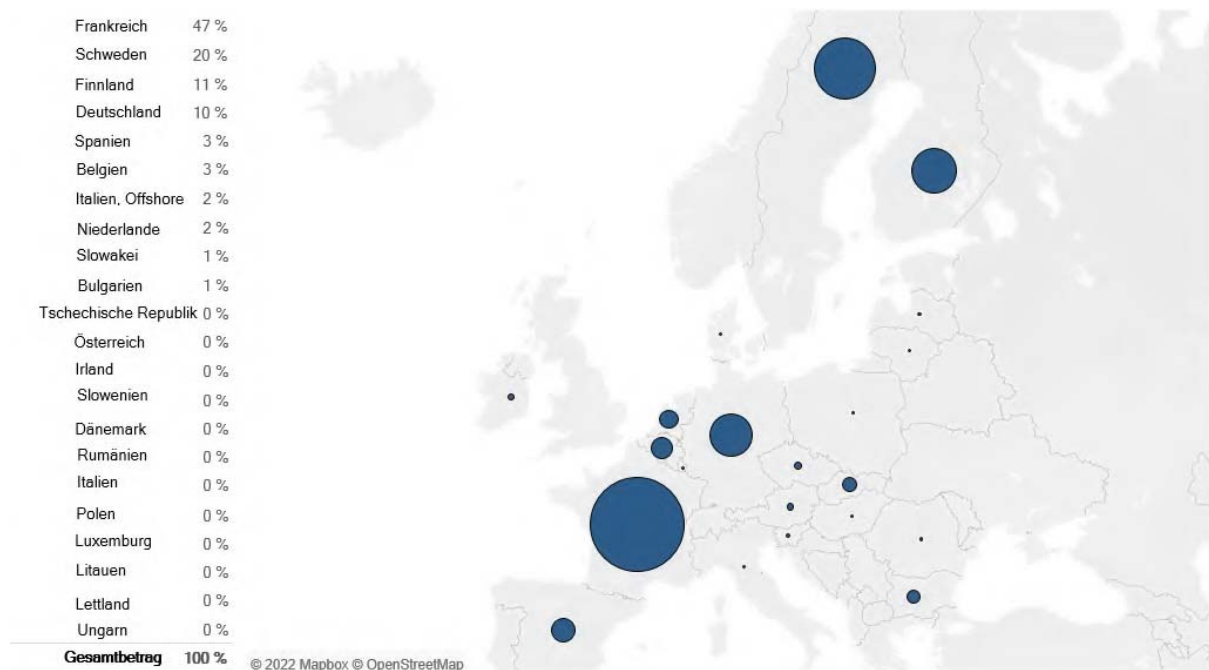 Frankreich 47 %
Schweden 20 %
Finnland 11 %
Deutschland 10 %
Spanien 3 %
Belgien 3 %
Italien, Offshore 2 %
Niederlande 2 %
Slowakei 1 %
Bulgarien 1 %
Tschechische Republik 0 %
Österreich 0 %
Irland 0 %
Slowenien 0 %
Dänemark 0 %
Rumänien 0 %
Italien 0 %
Polen 0 %
Luxemburg 0 %
Litauen 0 %
Lettland 0 %
Ungarn 0 %
Gesamtbetrag 100 %
© 2022 Mapbox © OpenStreetMap